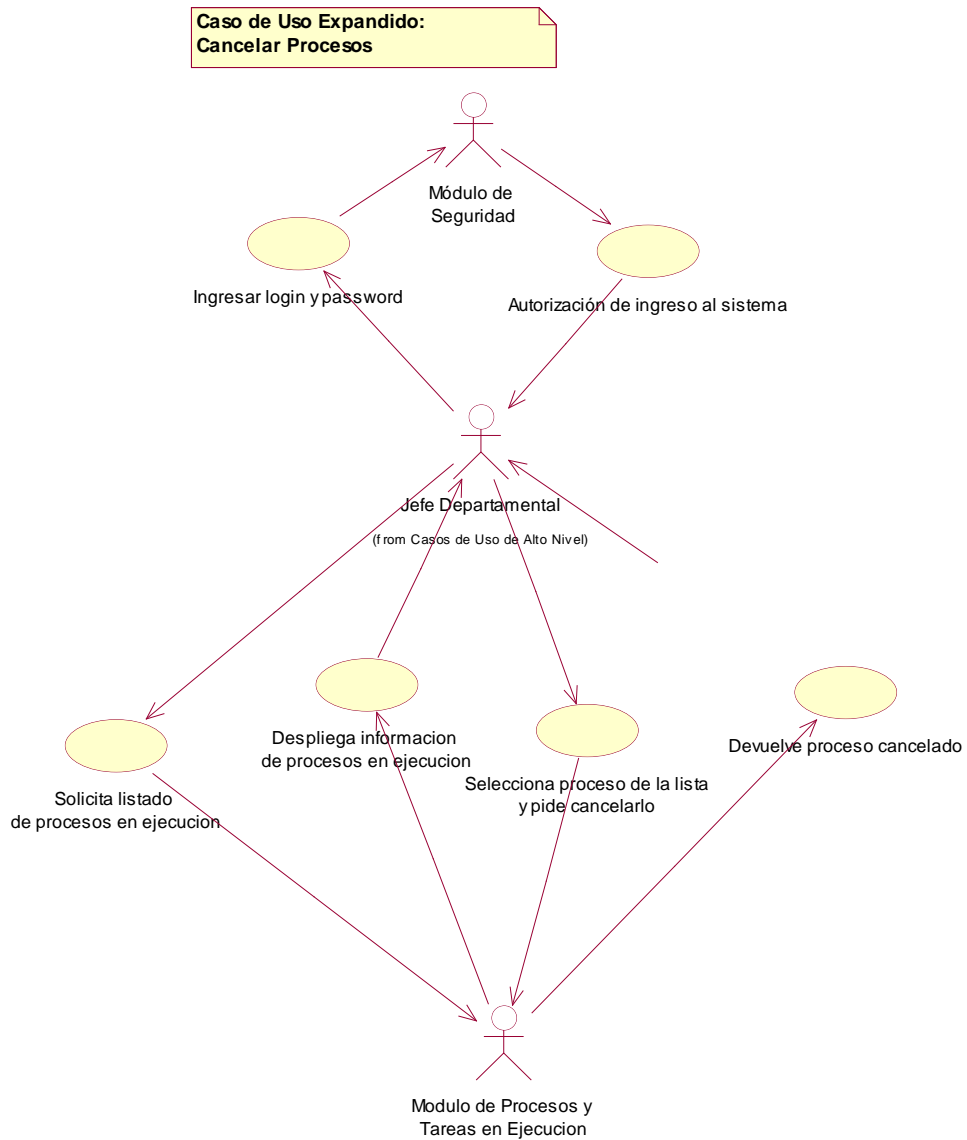 Caso de Uso Expandido:
Cancelar Procesos
Módulo de
Seguridad
Ingresar login y password
Autorización de ingreso al sistema
Jefe Departamental
(from Casos de Uso de Alto Nivel)
Despliega informacion
de procesos en ejecucion
Devuelve proceso cancelado
Selecciona proceso de la lista
y pide cancelarlo
Solicita listado
de procesos en ejecucion
Modulo de Procesos y
Tareas en Ejecucion